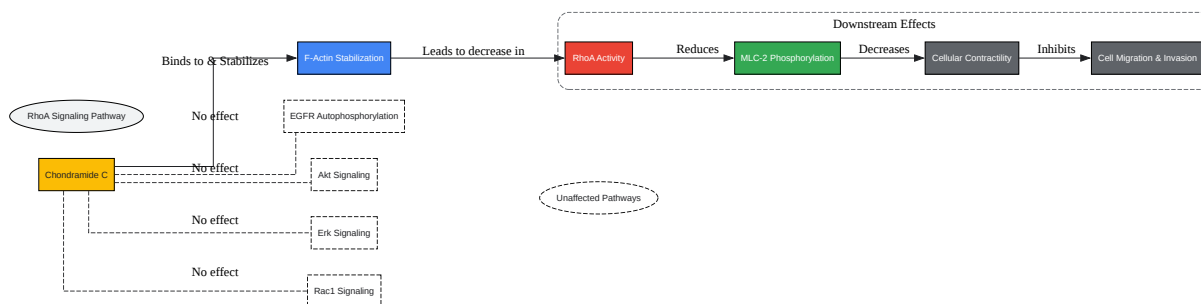 Downstream Effects
Binds to & Stabilizes
F-Actin Stabilization
Leads to decrease in
RhoA Activity
Reduces
MLC-2 Phosphorylation
Decreases
Cellular Contractility
Inhibits
Cell Migration & Invasion
RhoA Signaling Pathway
No effect
EGFR Autophosphorylation
Chondramide C
No effect
Akt Signaling
Unaffected Pathways
No effect
Erk Signaling
No effect
Rac1 Signaling